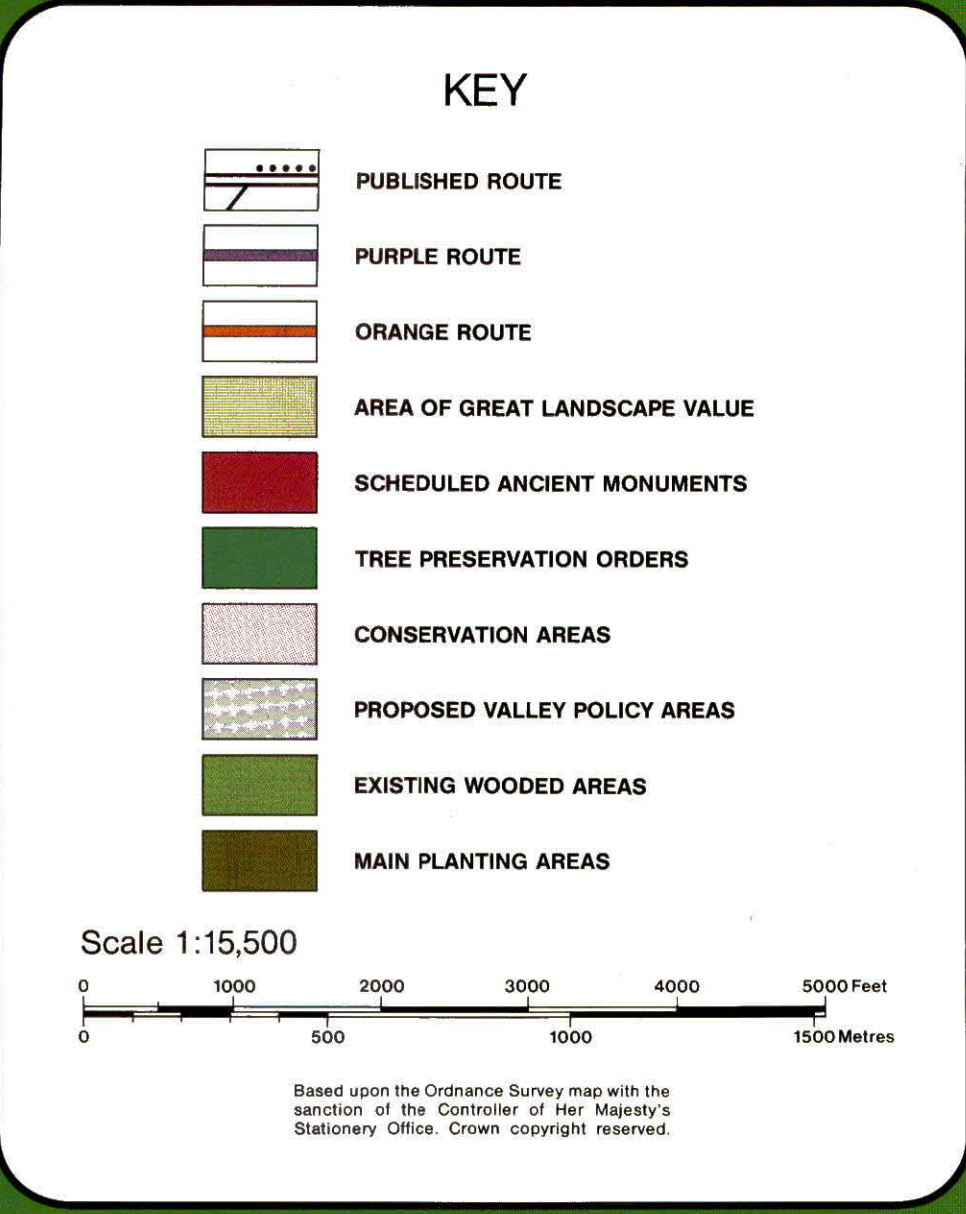 KEY
PUBLISHED ROUTE
PURPLE ROUTE
ORANGE ROUTE
AREA OF GREAT LANDSCAPE VALUE
SCHEDULED ANCIENT MONUMENTS
TREE PRESERVATION ORDERS
CONSERVATION AREAS
PROPOSED VALLEY POLICY AREAS
EXISTING WOODED AREAS
MAIN PLANTING AREAS
Scale 1:15,500
0 1000 2000 3000 4000 5000 Feet
0 500 1000 1500 Metres
Based upon the Ordnance Survey map with the
sanction of the Controller of Her Majesty's
Stationery Office. Crown copyright reserved.